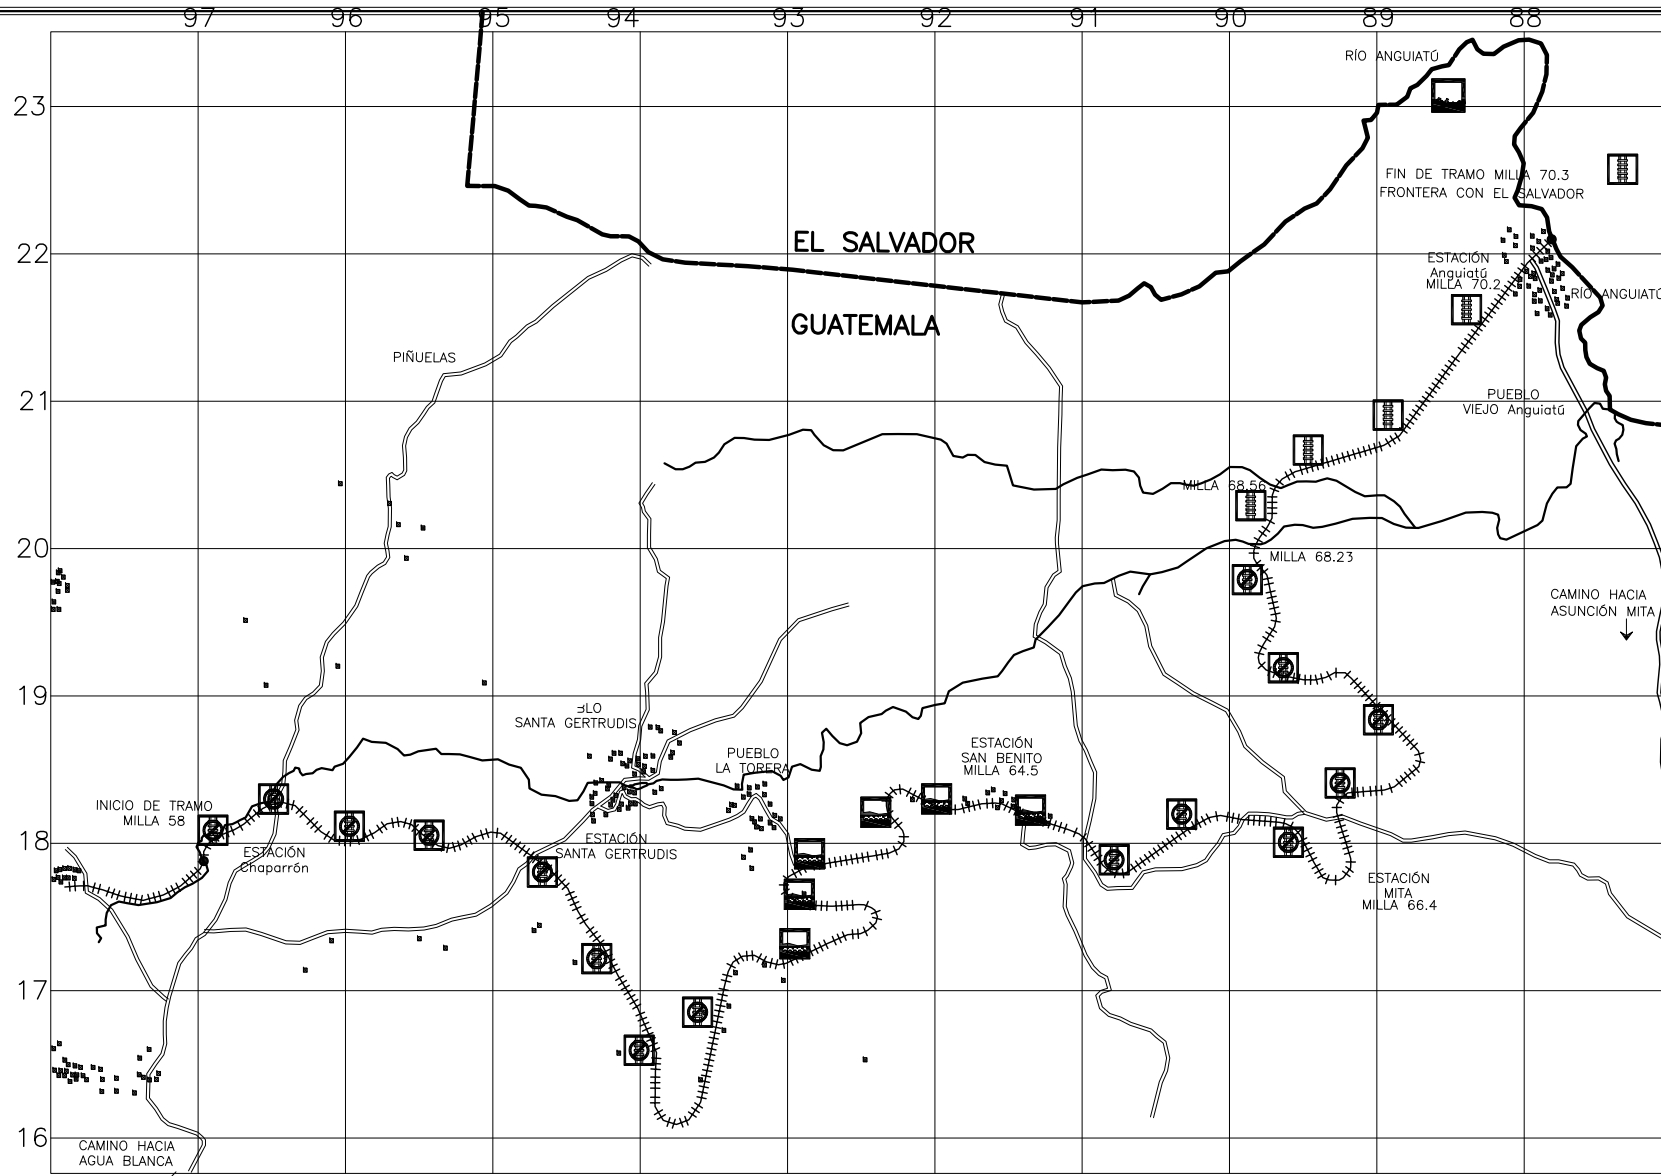 97 96 95 94 93 92 91 90 89 88
RÍO ANGUIATÚ
23
FIN DE TRAMO MILLA 70.3
FRONTERA CON EL SALVADOR
EL SALVADOR
22
ESTACIÓN
Anguiatú
MILLA 70.2
RÍO ANGUIATÚ
GUATEMALA
PIÑUELAS
21
PUEBLO
VIEJO Anguiatú
MILLA 68.56
20
MILLA 68.23
CAMINO HACIA
ASUNCIÓN MITA
19
BLO
SANTA GERTRUDIS
PUEBLO
LA TORERA
ESTACIÓN
SAN BENITO
MILLA 64.5
INICIO DE TRAMO
MILLA 58
18
ESTACIÓN
Chaparrón
ESTACIÓN
SANTA GERTRUDIS
ESTACIÓN
MITA
MILLA 66.4
17
16
CAMINO HACIA
AGUA BLANCA